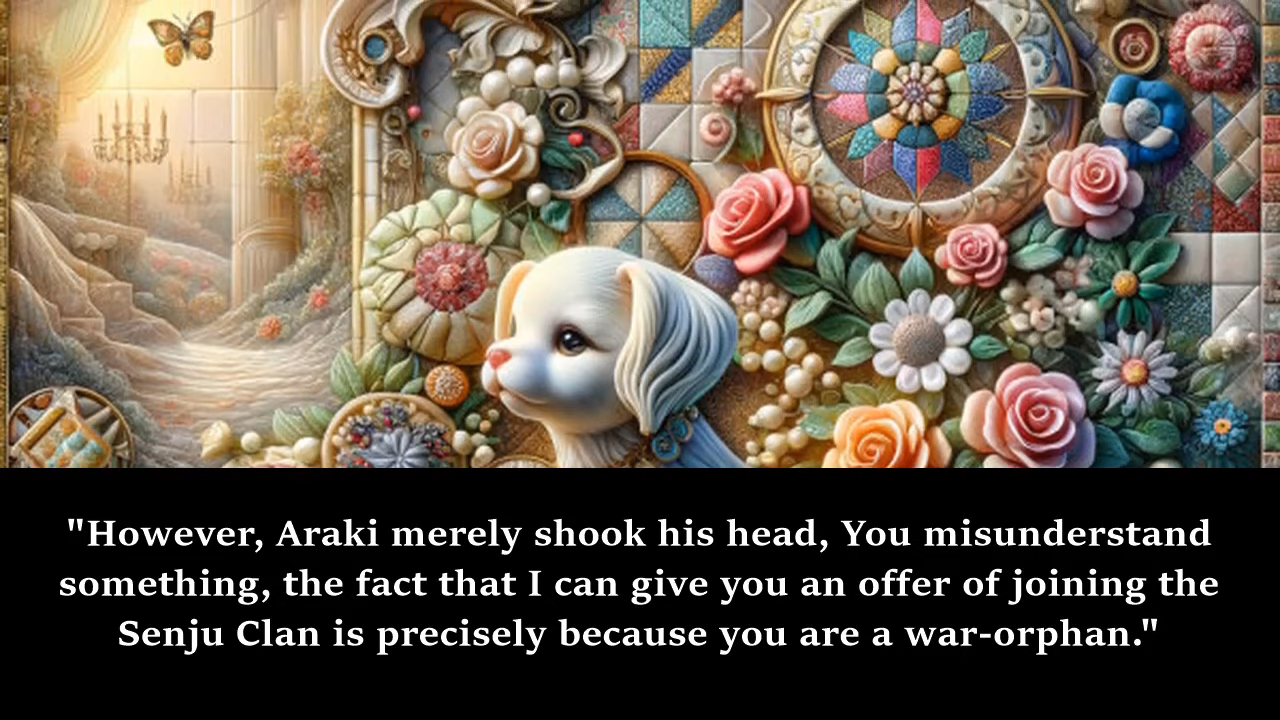 "However, Araki merely shook his head, You misunderstand
something, the fact that I can give you an offer of joining the
Senju Clan is precisely because you are a war-orphan."